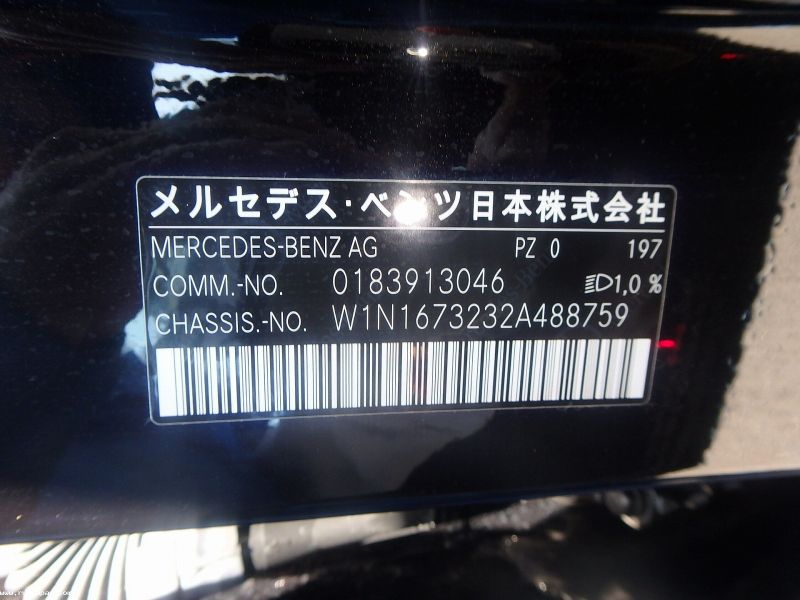 メルセデス・ベンツ日本株式会社
MERCEDES-BENZ AG PZ 0 197
COMM.-NO. 0183913046 1,0 %
CHASSIS.-NO. W1N1673232A488759